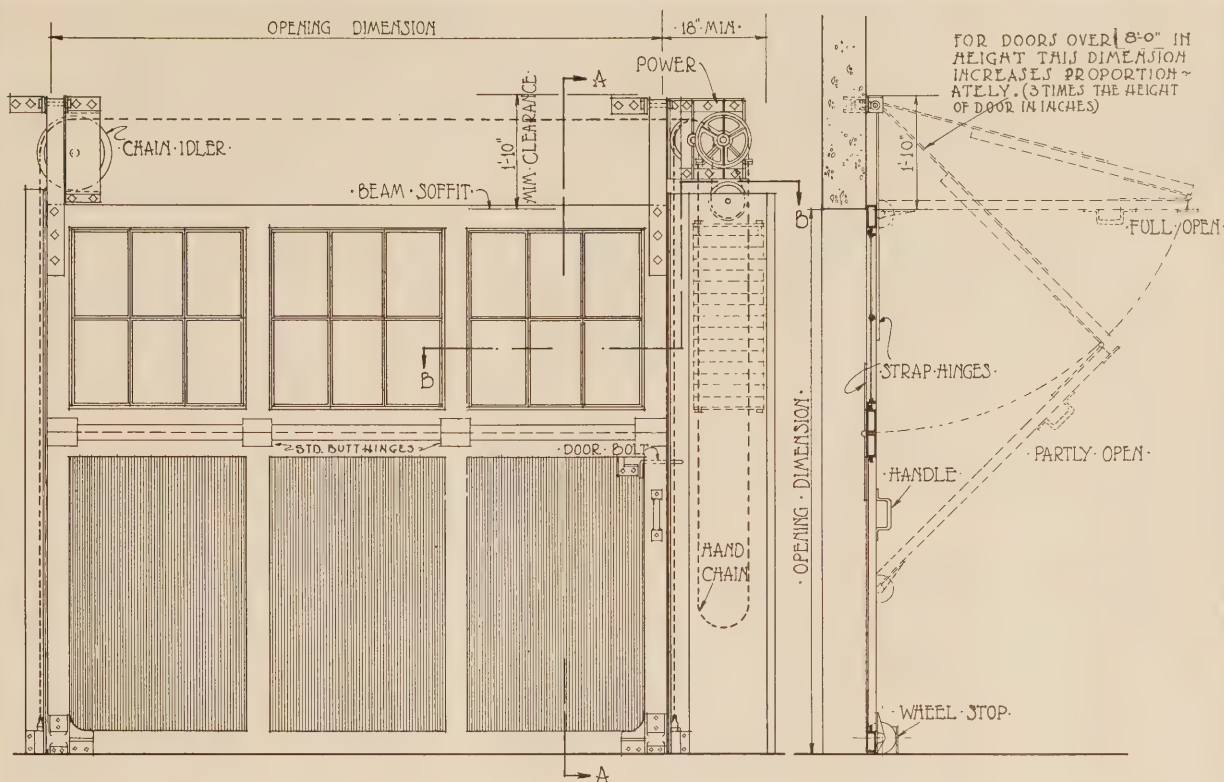 OPENING DIMENSION
·18"·MIN·
A
POWER
FOR DOORS OVER 8'-0" IN
HEIGHT THIS DIMENSION
INCREASES PROPORTION~
ATELY. (3 TIMES THE HEIGHT
OF DOOR IN INCHES)
·CHAIN·IDLER·
1'-10"
MIN·CLEARANCE·
1'-10"
·BEAM·SOFFIT·
B
·FULL·OPEN·
B
·STRAP·HINGES·
STD. BUTT HINGES
·DOOR·BOLT·
·OPENING·DIMENSION·
·PARTLY·OPEN·
·HANDLE·
HAND
CHAIN
·WHEEL·STOP·
A